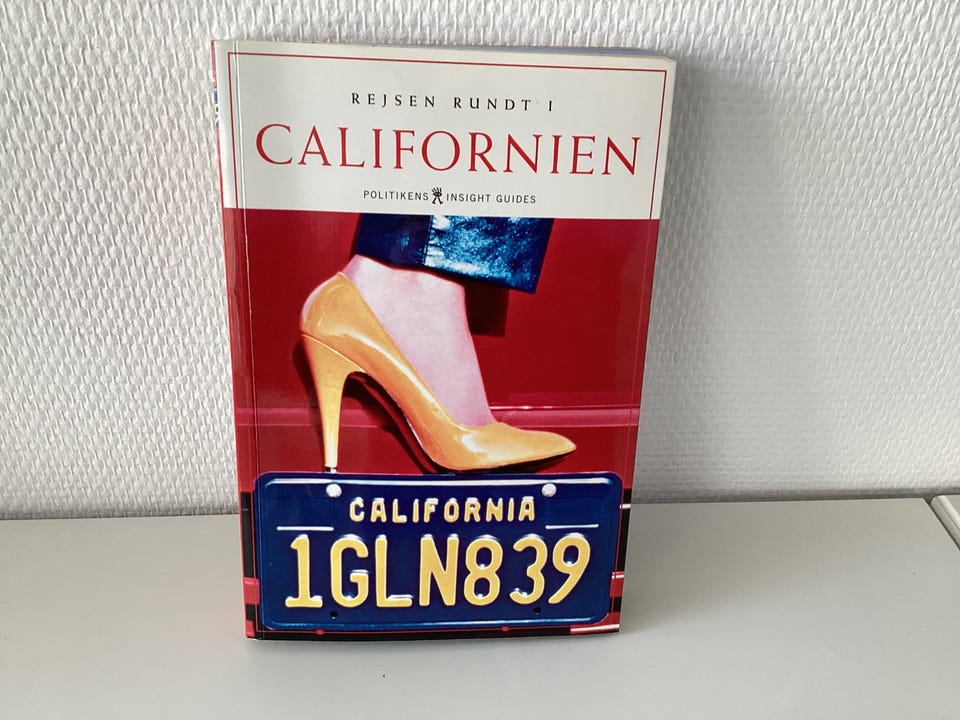 REJSEN RUNDT I
CALIFORNIEN
POLITIKENS INSIGHT GUIDES
CALIFORNIA
1GLN839